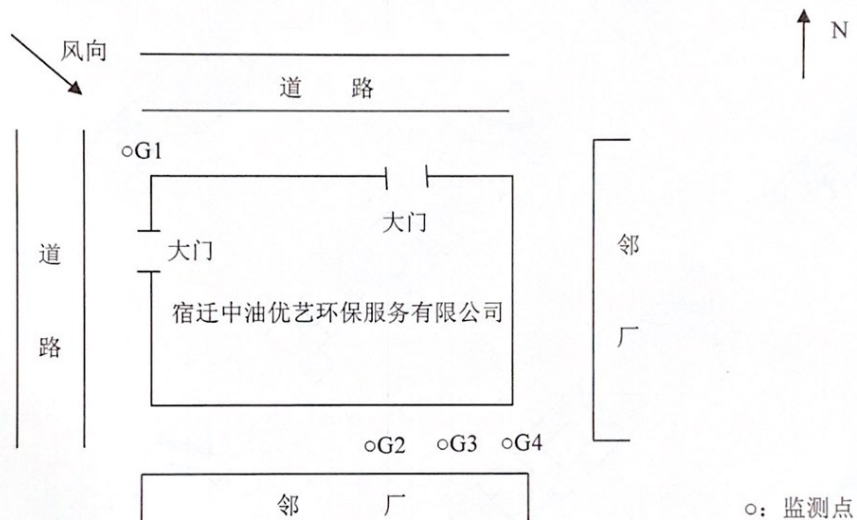 N
风向
道 路
○G1
大门
道 路
大门
邻 厂
宿迁中油优艺环保服务有限公司
○G2 ○G3 ○G4
邻 厂
○：监测点